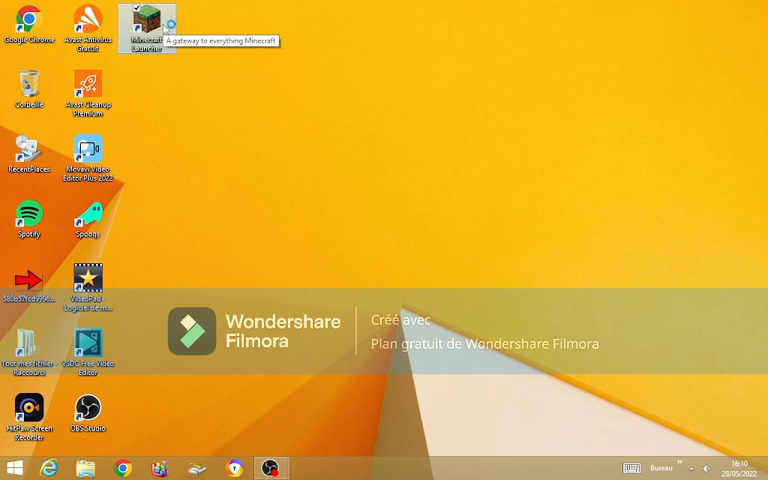 Google Chrome
Avast Antivirus
Gratuit
Minecraft
Launcher
A gateway to everything Minecraft
Corbeille
Avast Cleanup
Premium
RecentPlaces
Movavi Video
Editor Plus 2022
Spotify
Spooqs
VideoPad -
Logiciel de m...
Wondershare
Filmora
Créé avec
Plan gratuit de Wondershare Filmora
Tout mes fichier -
Raccourci
VSDC Free Video
Editor
HitPaw Screen
Recorder
OBS Studio
Bureau
16:10
28/05/2022